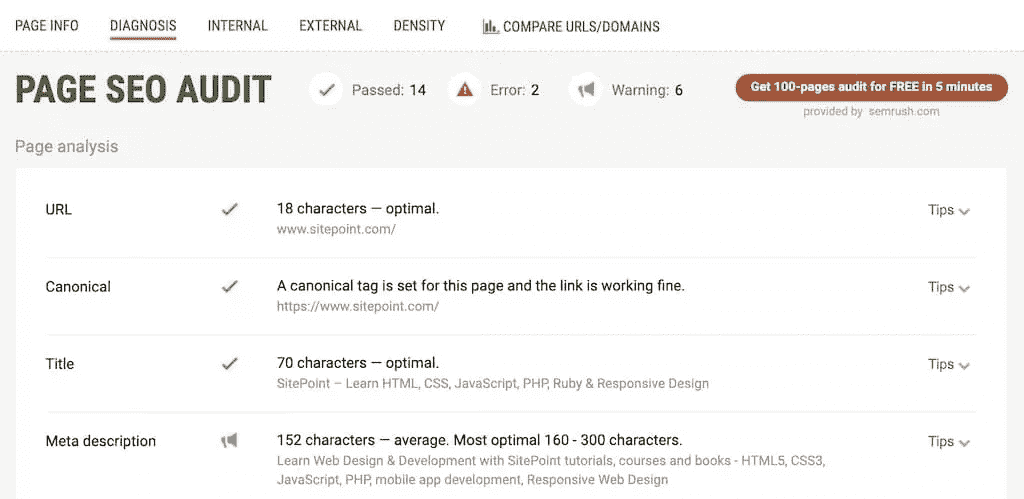 PAGE INFO DIAGNOSIS INTERNAL EXTERNAL DENSITY COMPARE URLS/DOMAINS
PAGE SEO AUDIT Passed: 14 Error: 2 Warning: 6 Get 100-pages audit for FREE in 5 minutes
provided by semrush.com
Page analysis
URL 18 characters — optimal. Tips
www.sitepoint.com/
Canonical A canonical tag is set for this page and the link is working fine. Tips
https://www.sitepoint.com/
Title 70 characters — optimal. Tips
SitePoint – Learn HTML, CSS, JavaScript, PHP, Ruby & Responsive Design
Meta description 152 characters — average. Most optimal 160 - 300 characters. Tips
Learn Web Design & Development with SitePoint tutorials, courses and books - HTML5, CSS3,
JavaScript, PHP, mobile app development, Responsive Web Design